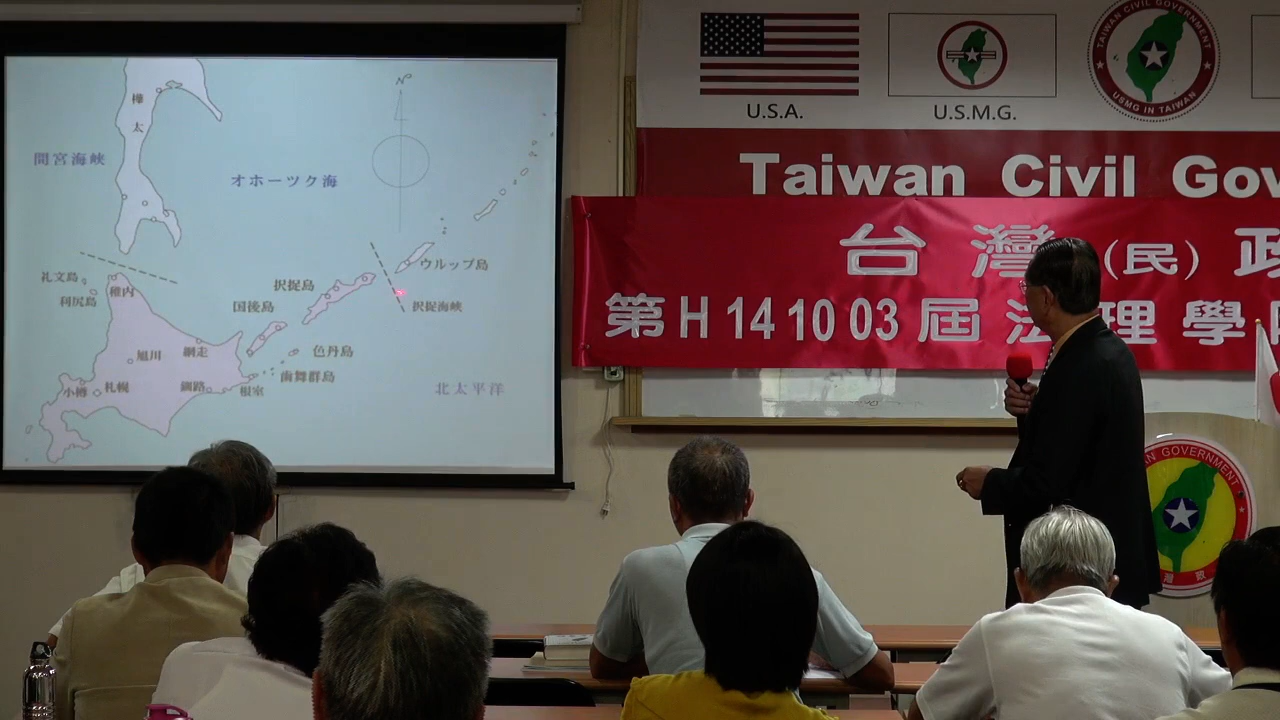 樺太
間宮海峡
オホーツク海
N
礼文島
利尻島
稚内
択捉島
国後島
ウルップ島
択捉海峡
旭川
網走
色丹島
歯舞群島
小樽
札幌
釧路
根室
北太平洋
U.S.A.
U.S.M.G.
TAIWAN CIVIL GOVERNMENT
USMG IN TAIWAN
Taiwan Civil Gov
台灣(民)政
第H 14 10 03 屆法理學
TAIWAN GOVERNMENT
灣